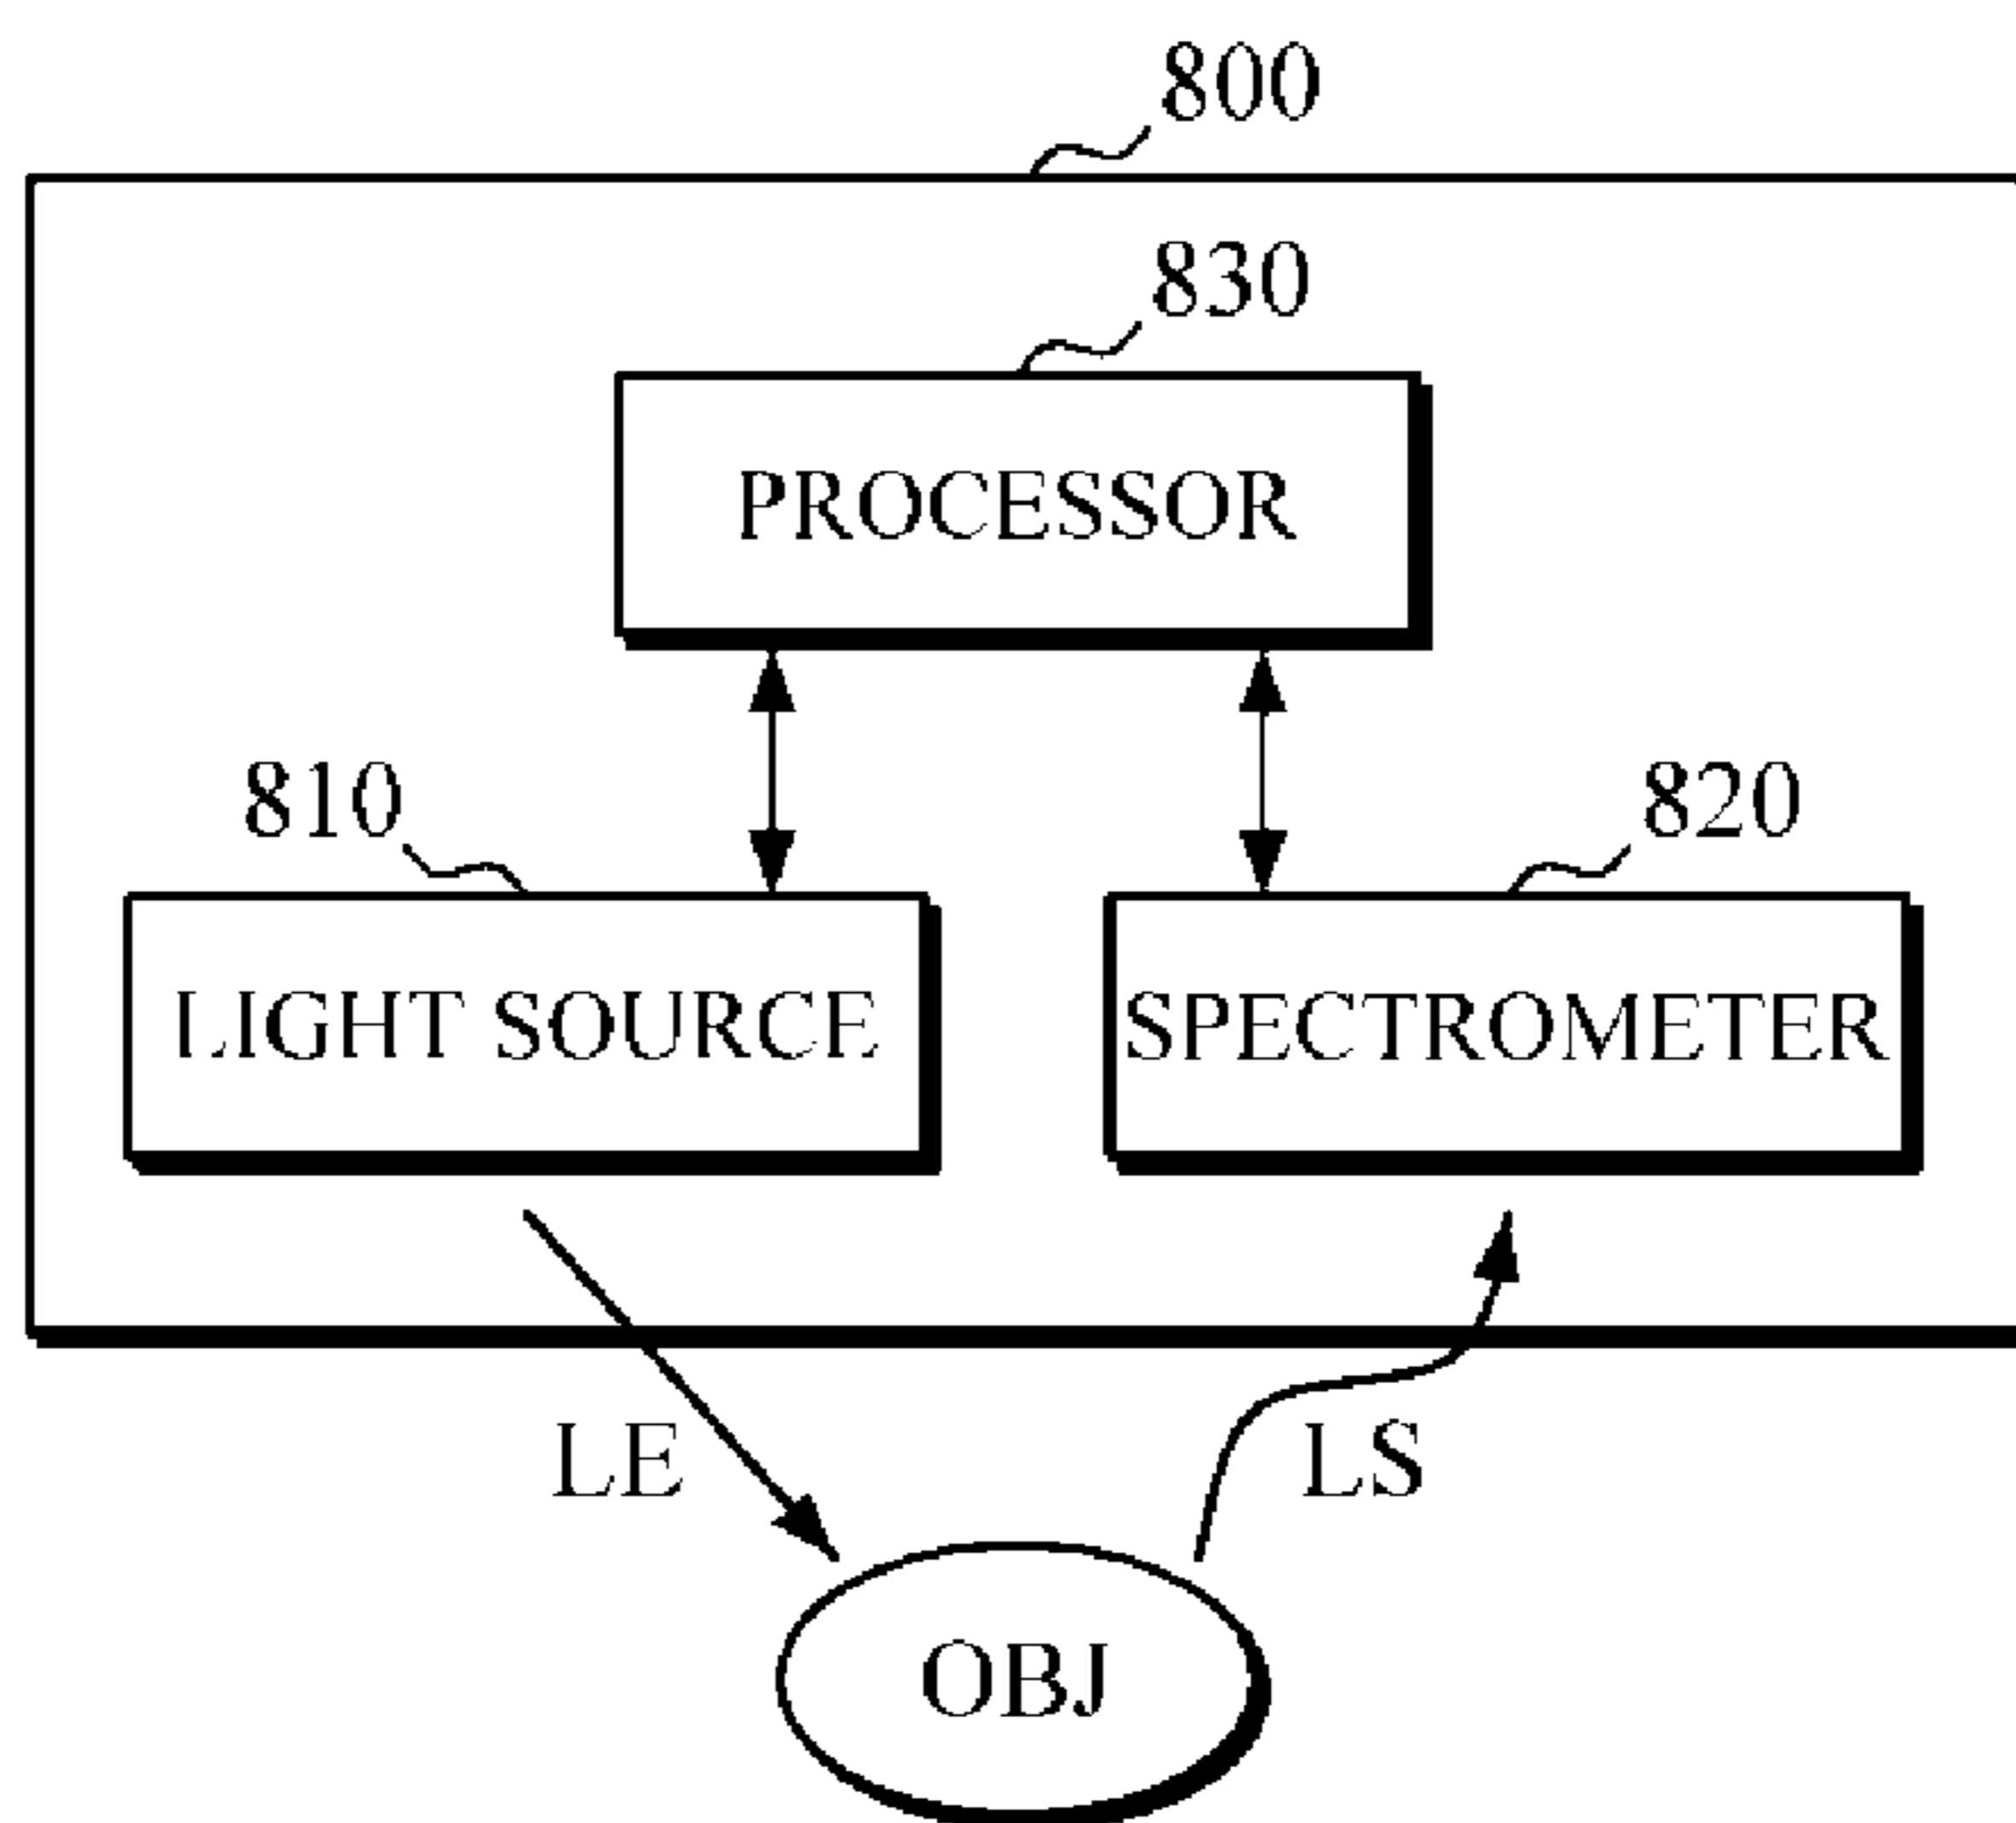 800
830
PROCESSOR
810
820
LIGHT SOURCE
SPECTROMETER
LE
LS
OBJ